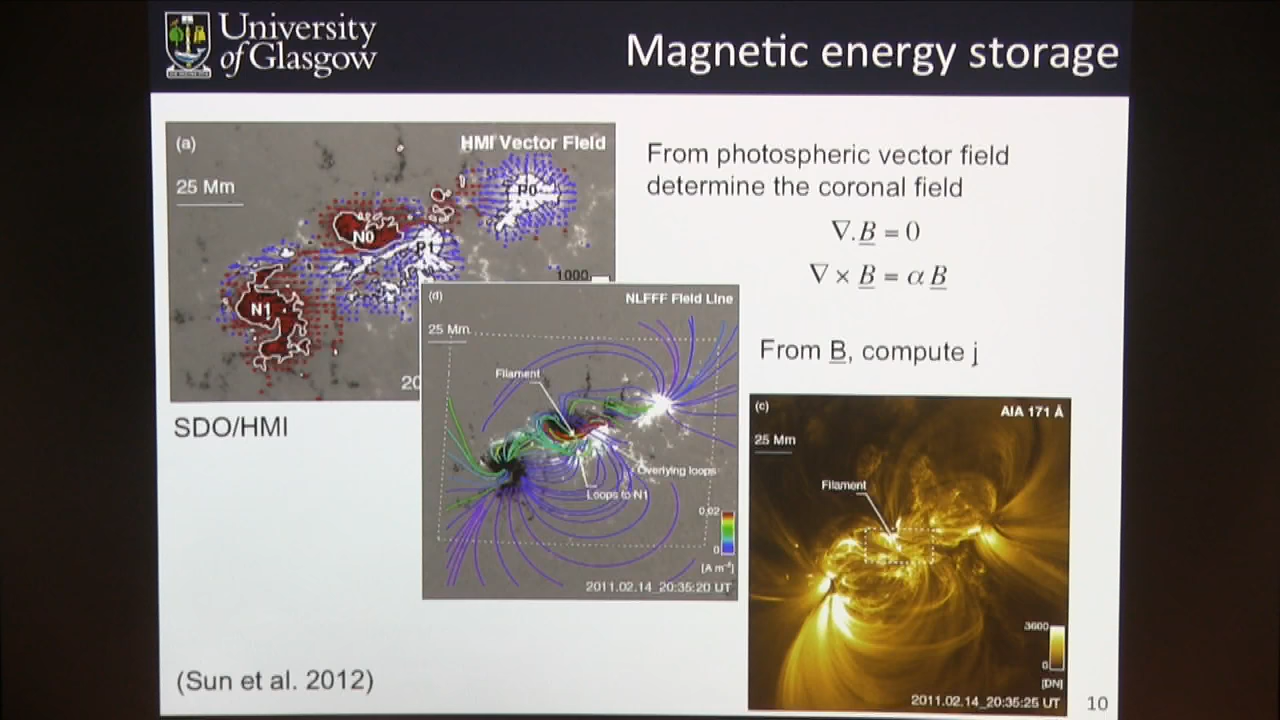 University
of Glasgow
Magnetic energy storage
(a)
HMI Vector Field
25 Mm
P0
N0
P1
N1
1000
20
SDO/HMI
From photospheric vector field
determine the coronal field
∇.B = 0
∇ × B = α B
From B, compute j
(d)
NLFFF Field Line
25 Mm
Filament
Overlying loops
Loops to N1
0.02
0
[A m⁻²]
2011.02.14_20:35:20 UT
(c)
AIA 171 Å
25 Mm
Filament
3600
0
[DN]
2011.02.14_20:35:25 UT
(Sun et al. 2012)
10